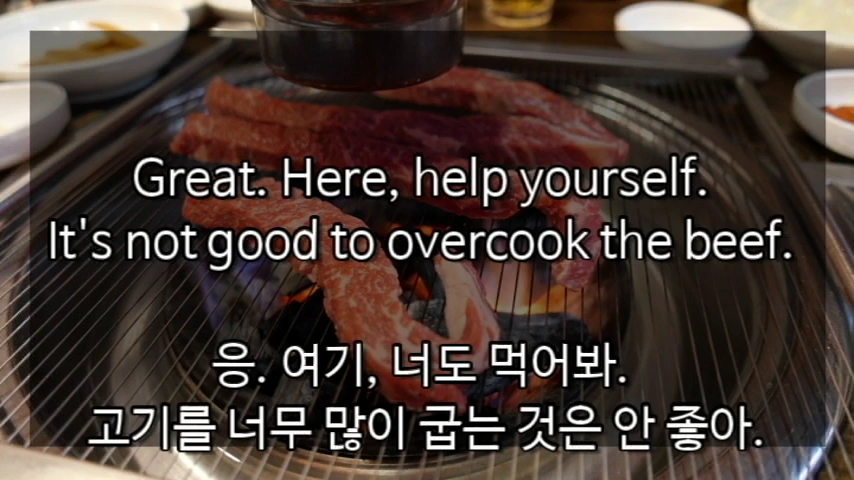 Great. Here, help yourself.
It's not good to overcook the beef.
응. 여기, 너도 먹어봐.
고기를 너무 많이 굽는 것은 안 좋아.